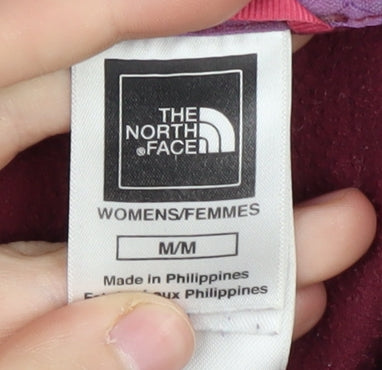 THE
NORTH
®FACE
WOMENS/FEMMES
M/M
Made in Philippines
aux Philippines